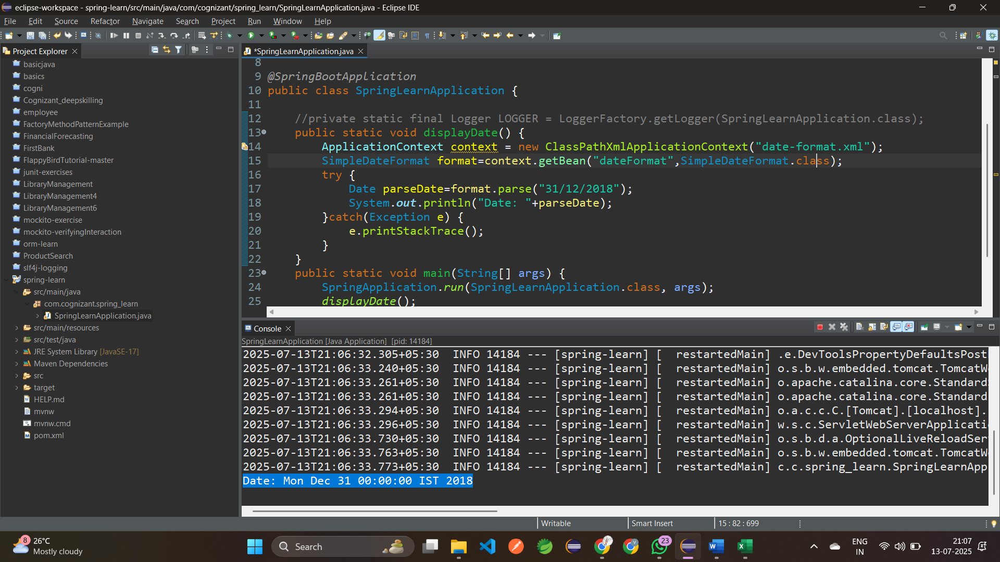 eclipse-workspace - spring-learn/src/main/java/com/cognizant/spring_learn/SpringLearnApplication.java - Eclipse IDE
File Edit Source Refactor Navigate Search Project Run Window Help
Project Explorer
basicjava
basics
cogni
Cognizant_deepskilling
employee
FactoryMethodPatternExample
FinancialForecasting
FirstBank
FlappyBirdTutorial-master
junit-exercises
LibraryManagement
LibraryManagement4
LibraryManagement6
mockito-exercise
mockito-verifyingInteraction
orm-learn
ProductSearch
slf4j-logging
spring-learn
src/main/java
com.cognizant.spring_learn
SpringLearnApplication.java
src/main/resources
src/test/java
JRE System Library [JavaSE-17]
Maven Dependencies
src
target
HELP.md
mvnw
mvnw.cmd
pom.xml
*SpringLearnApplication.java
8
9 @SpringBootApplication
10 public class SpringLearnApplication {
11
12 //private static final Logger LOGGER = LoggerFactory.getLogger(SpringLearnApplication.class);
13 public static void displayDate() {
14 ApplicationContext context = new ClassPathXmlApplicationContext("date-format.xml");
15 SimpleDateFormat format=context.getBean("dateFormat",SimpleDateFormat.class);
16 try {
17 Date parseDate=format.parse("31/12/2018");
18 System.out.println("Date: "+parseDate);
19 }catch(Exception e) {
20 e.printStackTrace();
21 }
22 }
23 public static void main(String[] args) {
24 SpringApplication.run(SpringLearnApplication.class, args);
25 displayDate();
Console
SpringLearnApplication [Java Application] [pid: 14184]
2025-07-13T21:06:32.305+05:30 INFO 14184 --- [spring-learn] [ restartedMain] .e.DevToolsPropertyDefaultsPost
2025-07-13T21:06:33.240+05:30 INFO 14184 --- [spring-learn] [ restartedMain] o.s.b.w.embedded.tomcat.TomcatW
2025-07-13T21:06:33.261+05:30 INFO 14184 --- [spring-learn] [ restartedMain] o.apache.catalina.core.Standard
2025-07-13T21:06:33.261+05:30 INFO 14184 --- [spring-learn] [ restartedMain] o.apache.catalina.core.Standard
2025-07-13T21:06:33.294+05:30 INFO 14184 --- [spring-learn] [ restartedMain] o.a.c.c.C.[Tomcat].[localhost].
2025-07-13T21:06:33.296+05:30 INFO 14184 --- [spring-learn] [ restartedMain] w.s.c.ServletWebServerApplicati
2025-07-13T21:06:33.730+05:30 INFO 14184 --- [spring-learn] [ restartedMain] o.s.b.d.a.OptionalLiveReloadSer
2025-07-13T21:06:33.763+05:30 INFO 14184 --- [spring-learn] [ restartedMain] o.s.b.w.embedded.tomcat.TomcatW
2025-07-13T21:06:33.773+05:30 INFO 14184 --- [spring-learn] [ restartedMain] c.c.spring_learn.SpringLearnApp
Date: Mon Dec 31 00:00:00 IST 2018
Writable Smart Insert 15 : 82 : 699
8
26°C
Mostly cloudy
Search
23
ENG
IN
21:07
13-07-2025